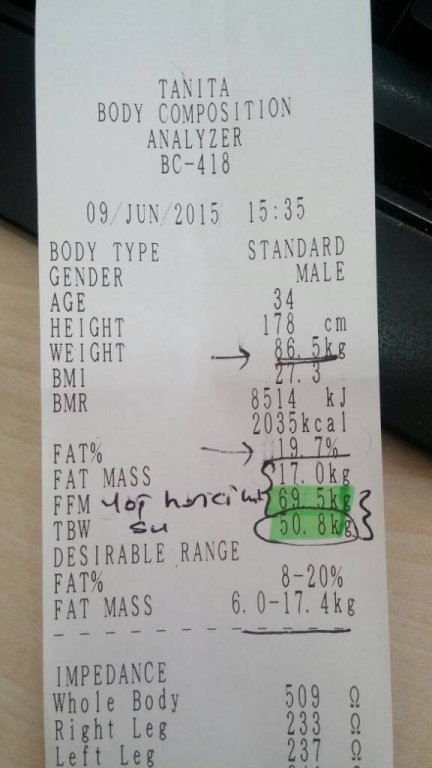 TANITA
BODY COMPOSITION
ANALYZER
BC-418
09/JUN/2015 15:35
BODY TYPE STANDARD
GENDER MALE
AGE 34
HEIGHT 178 cm
WEIGHT → 86.5kg
BMI 27.3
BMR 8514 kJ
2035kcal
FAT% → 19.7%
FAT MASS 17.0kg
FFM yağ harici 69.5kg
TBW su 50.8kg
DESIRABLE RANGE
FAT% 8-20%
FAT MASS 6.0-17.4kg
IMPEDANCE
Whole Body 509 Ω
Right Leg 233 Ω
Left Leg 237 Ω